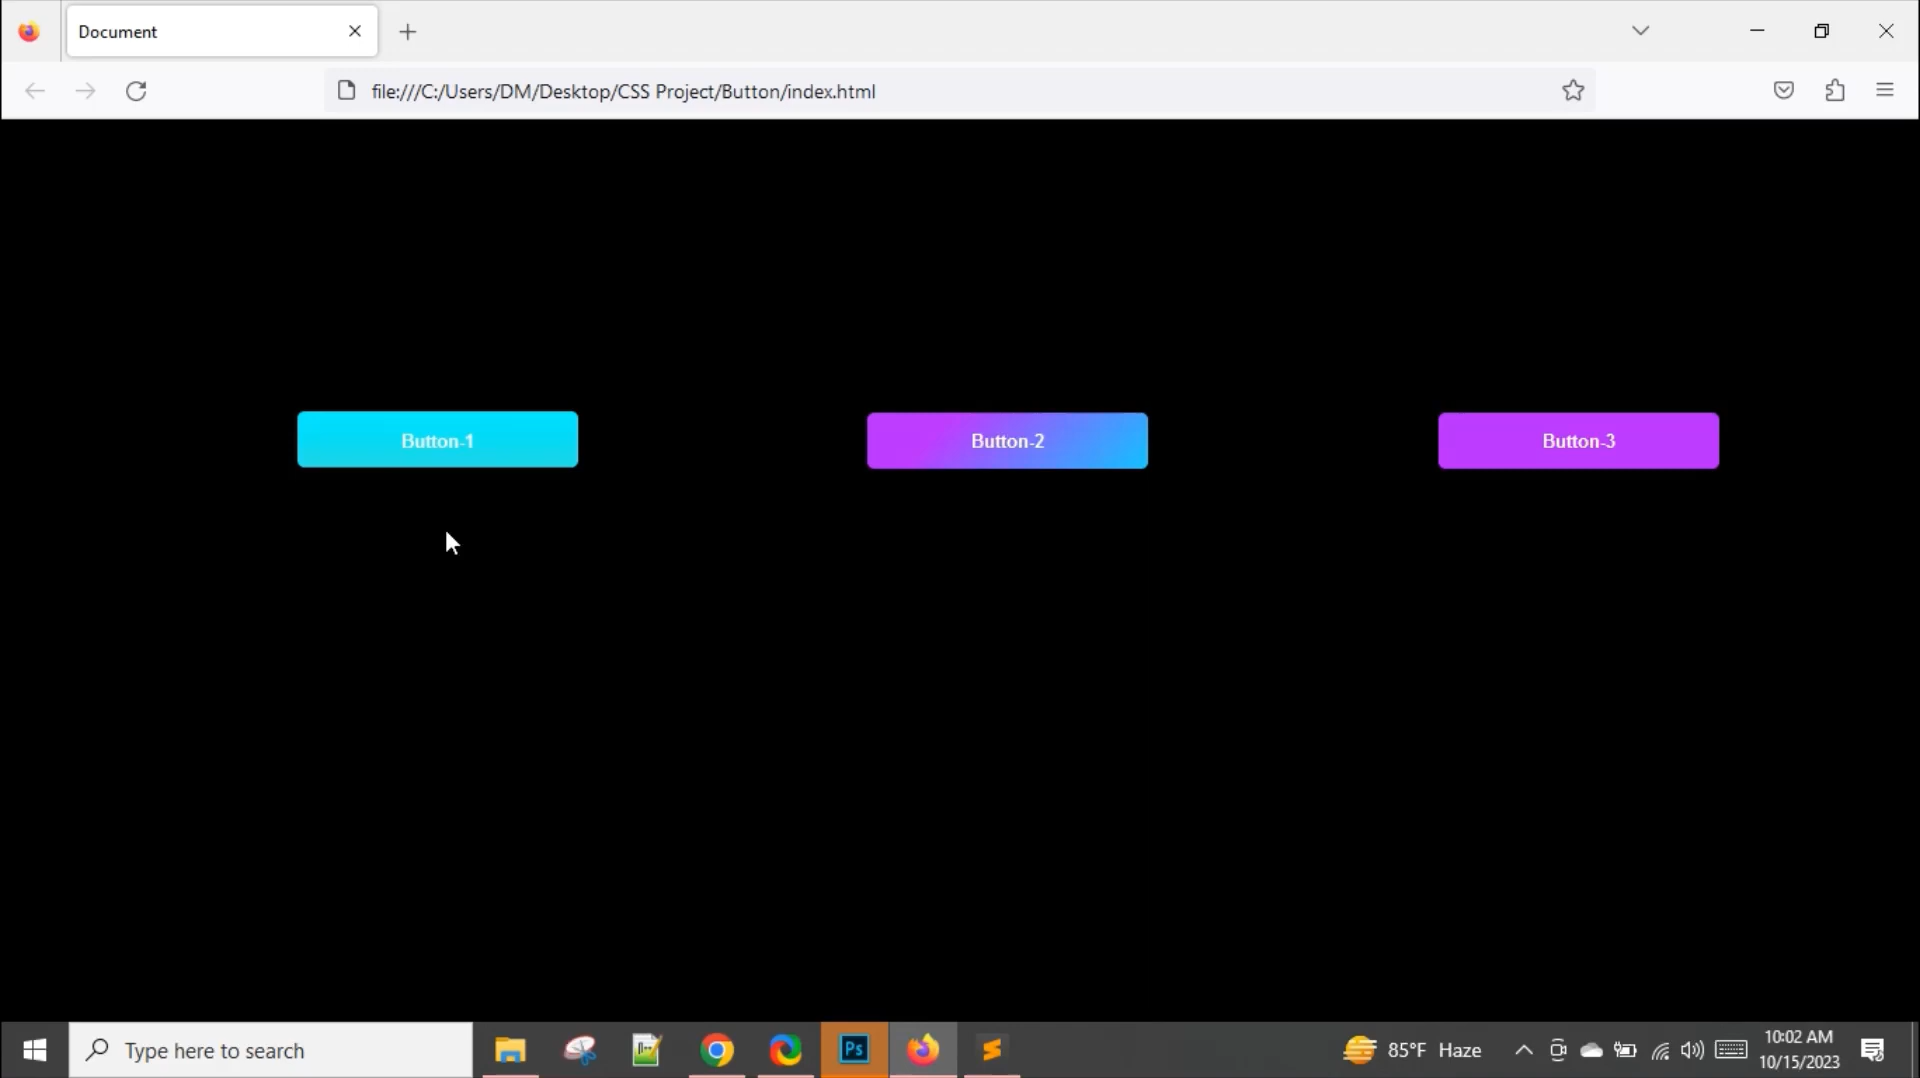 Document
file:///C:/Users/DM/Desktop/CSS Project/Button/index.html
Button-1
Button-2
Button-3
Type here to search
Ps
85°F Haze
10:02 AM
10/15/2023